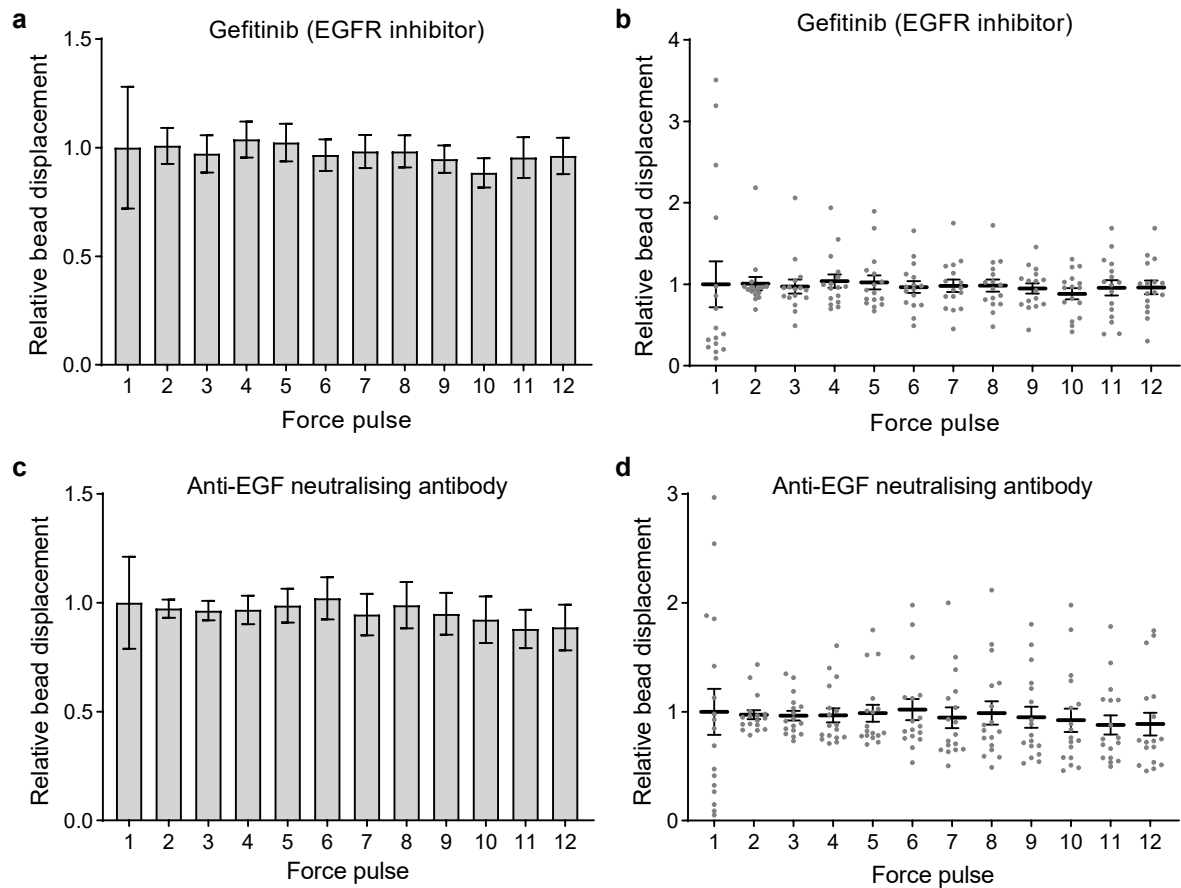 a
Gefitinib (EGFR inhibitor)
Relative bead displacement
1.5
1.0
0.5
0.0
1 2 3 4 5 6 7 8 9 10 11 12
Force pulse
b
Gefitinib (EGFR inhibitor)
Relative bead displacement
4
3
2
1
0
1 2 3 4 5 6 7 8 9 10 11 12
Force pulse
c
Anti-EGF neutralising antibody
Relative bead displacement
1.5
1.0
0.5
0.0
1 2 3 4 5 6 7 8 9 10 11 12
Force pulse
d
Anti-EGF neutralising antibody
Relative bead displacement
3
2
1
0
1 2 3 4 5 6 7 8 9 10 11 12
Force pulse